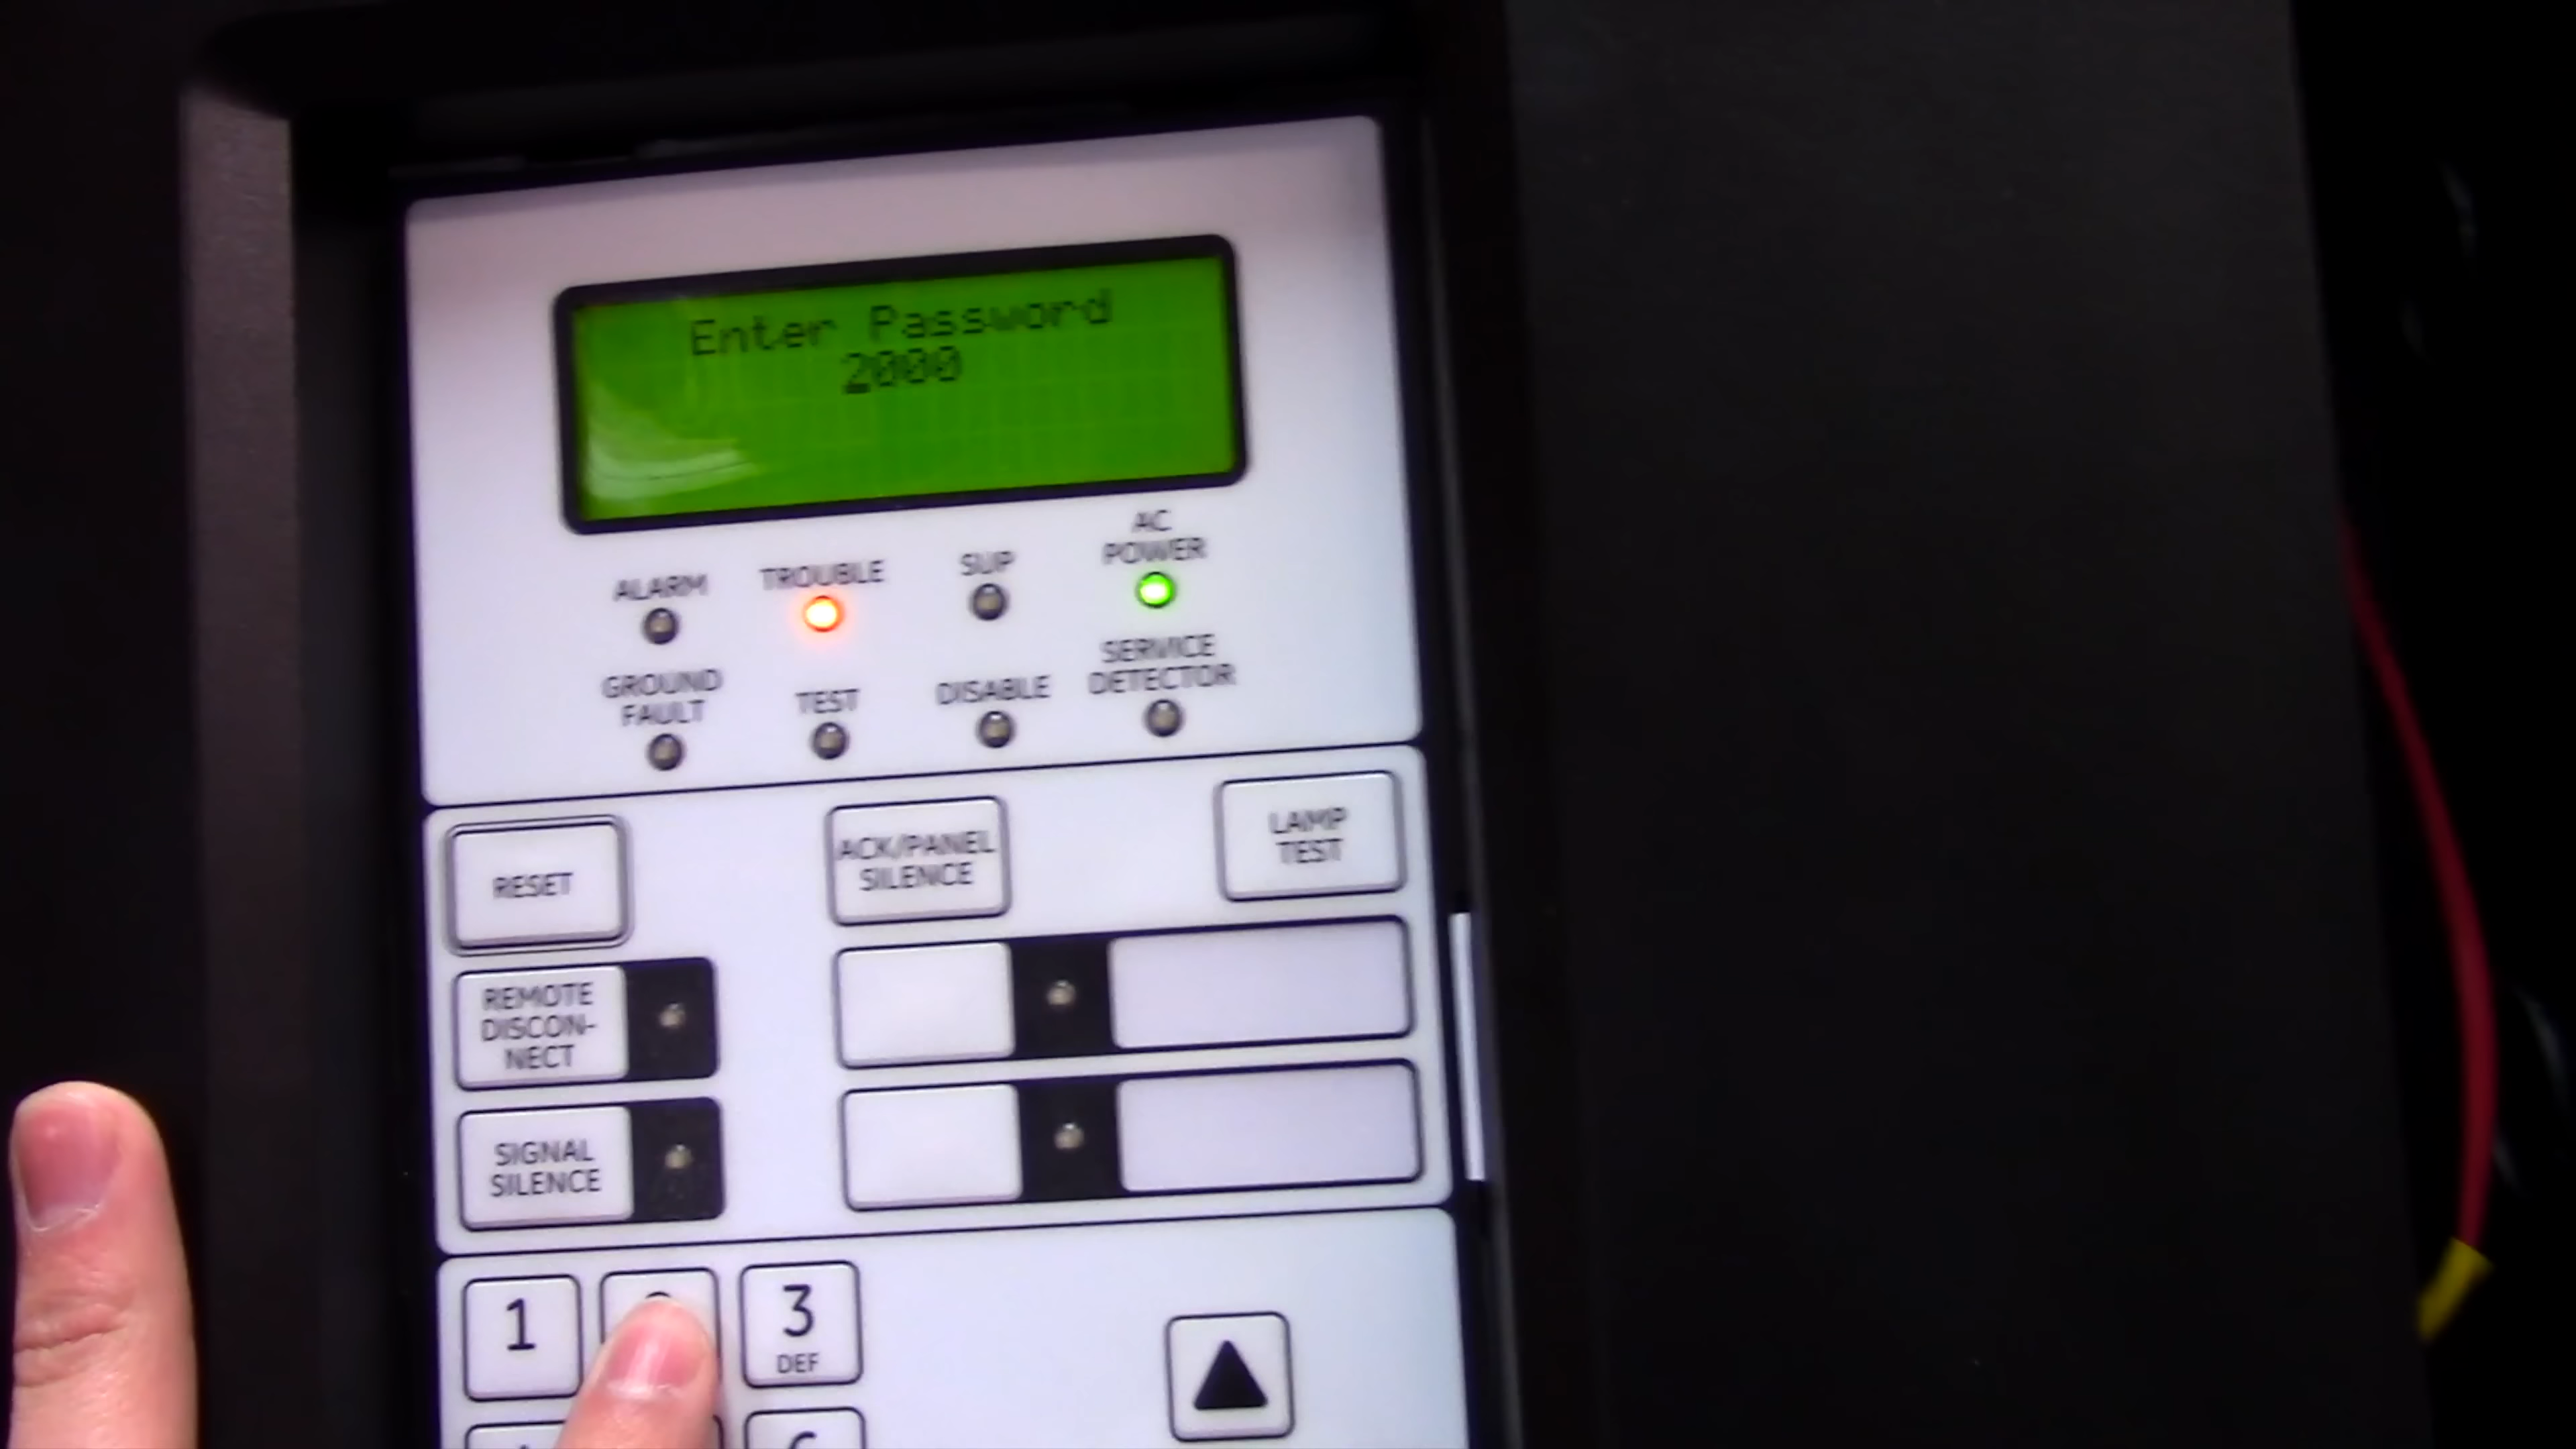 Enter Password
2000
ALARM
TROUBLE
SUP
AC
POWER
GROUND
FAULT
TEST
DISABLE
SERVICE
DETECTOR
RESET
ACK/PANEL
SILENCE
LAMP
TEST
REMOTE
DISCON-
NECT
SIGNAL
SILENCE
1
3
DEF